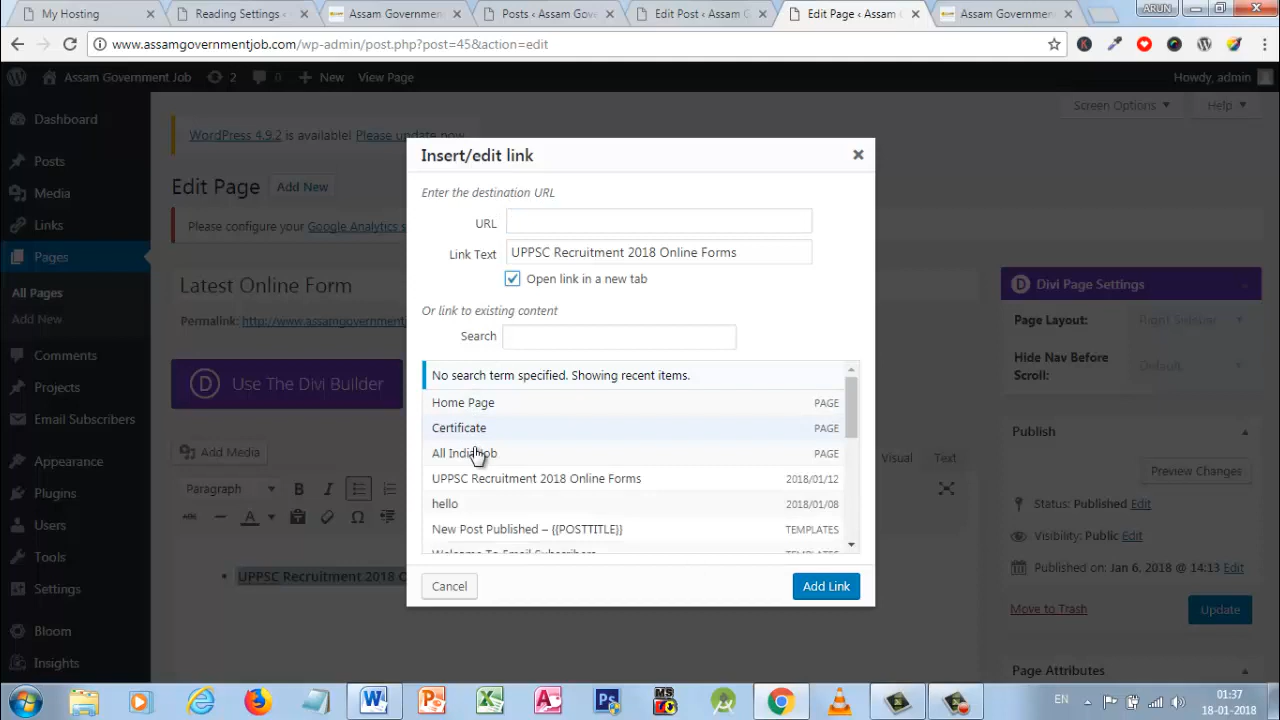 My Hosting
Reading Settings ‹
Assam Government
Posts ‹ Assam Gov
Edit Post ‹ Assam G
Edit Page ‹ Assam G
Assam Government
ARUN
www.assamgovernmentjob.com/wp-admin/post.php?post=45&action=edit
Assam Government Job
2
0
New
View Page
Howdy, admin
Dashboard
Posts
Media
Links
Pages
All Pages
Add New
Comments
Projects
Email Subscribers
Appearance
Plugins
Users
Tools
Settings
Bloom
Insights
Screen Options
Help
WordPress 4.9.2 is available! Please update now.
Edit Page
Add New
Please configure your Google Analytics s
Latest Online Form
Permalink: http://www.assamgovernment
Use The Divi Builder
Add Media
Visual
Text
Paragraph
B
I
ABC
A
Ω
UPPSC Recruitment 2018 O
Insert/edit link
Enter the destination URL
URL
Link Text
UPPSC Recruitment 2018 Online Forms
Open link in a new tab
Or link to existing content
Search
No search term specified. Showing recent items.
Home Page
PAGE
Certificate
PAGE
All India Job
PAGE
UPPSC Recruitment 2018 Online Forms
2018/01/12
hello
2018/01/08
New Post Published – {{POSTTITLE}}
TEMPLATES
Welcome To Email Subscribers
TEMPLATES
Cancel
Add Link
Divi Page Settings
Page Layout:
Right Sidebar
Hide Nav Before
Scroll:
Default
Publish
Preview Changes
Status: Published Edit
Visibility: Public Edit
Published on: Jan 6, 2018 @ 14:13 Edit
Move to Trash
Update
Page Attributes
EN
01:37
18-01-2018